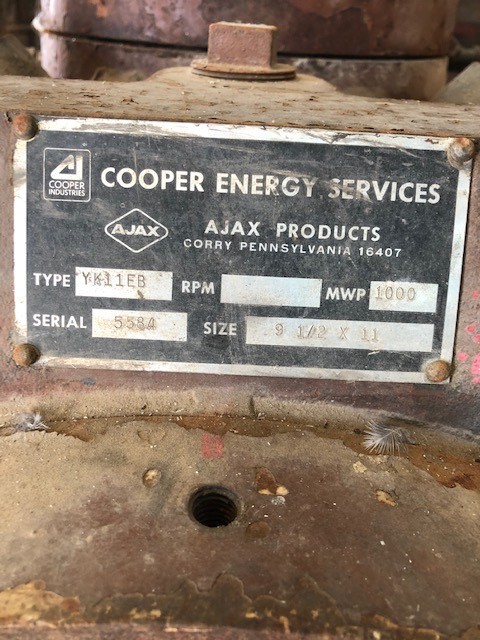 COOPER INDUSTRIES
COOPER ENERGY SERVICES
AJAX
AJAX PRODUCTS
CORRY PENNSYLVANIA 16407
TYPE YK11EB RPM MWP 1000
SERIAL 5584 SIZE 9 1/2 X 11